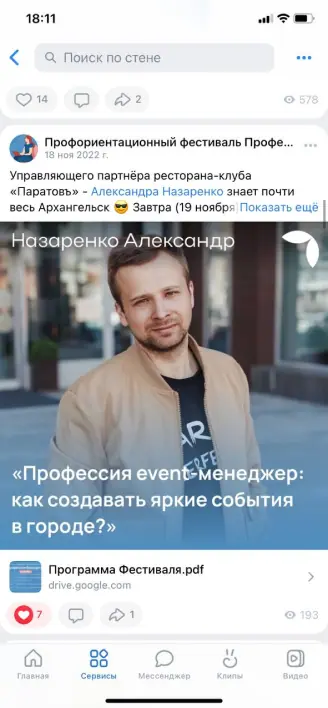 18:11
Поиск по стене
14
2
578
Профориентационный фестиваль Профе...
18 ноя 2022 г.
Управляющего партнёра ресторана-клуба
«Паратовъ» - Александра Назаренко знает почти
весь Архангельск 😎 Завтра (19 ноября) Показать ещё
Назаренко Александр
«Профессия event-менеджер:
как создавать яркие события
в городе?»
Программа Фестиваля.pdf
drive.google.com
7
1
193
Главная
Сервисы
Мессенджер
Клипы
Видео